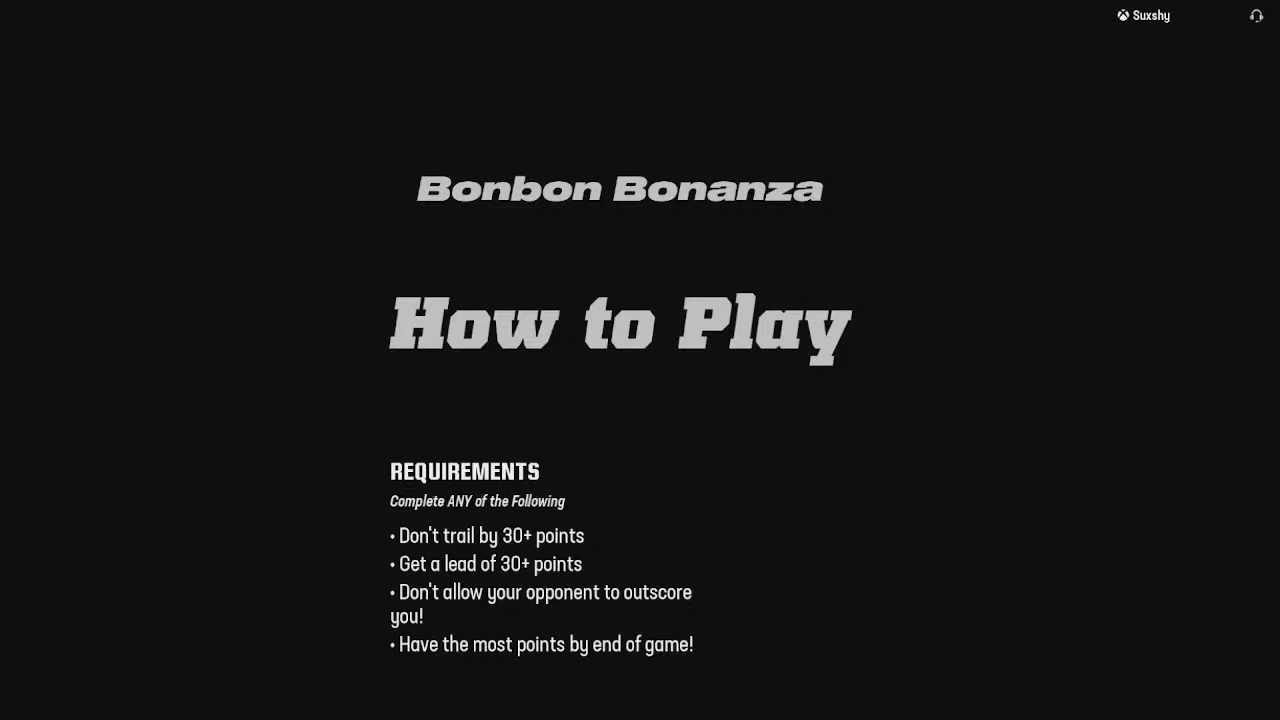 Suxshy
Bonbon Bonanza
How to Play
REQUIREMENTS
Complete ANY of the Following
• Don't trail by 30+ points
• Get a lead of 30+ points
• Don't allow your opponent to outscore
you!
• Have the most points by end of game!